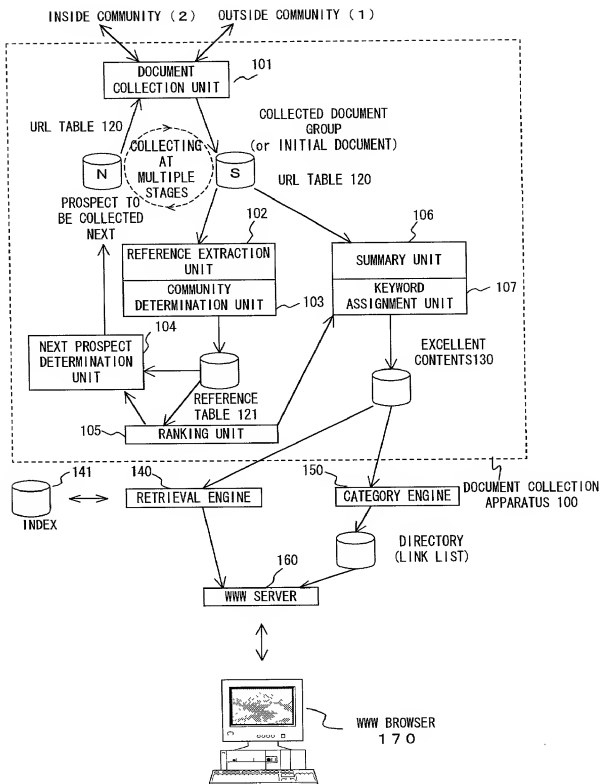 INSIDE COMMUNITY (2)
OUTSIDE COMMUNITY (1)
DOCUMENT
COLLECTION UNIT
101
URL TABLE 120
COLLECTED DOCUMENT
GROUP
(or INITIAL DOCUMENT)
COLLECTING
AT
MULTIPLE
STAGES
N
S
URL TABLE 120
PROSPECT TO
BE COLLECTED
NEXT
102
106
REFERENCE EXTRACTION
UNIT
COMMUNITY
DETERMINATION UNIT
103
SUMMARY UNIT
KEYWORD
ASSIGNMENT UNIT
107
104
NEXT PROSPECT
DETERMINATION
UNIT
EXCELLENT
CONTENTS130
REFERENCE
TABLE 121
105
RANKING UNIT
141
INDEX
140
RETRIEVAL ENGINE
150
CATEGORY ENGINE
DOCUMENT COLLECTION
APPARATUS 100
DIRECTORY
(LINK LIST)
160
WWW SERVER
WWW BROWSER
170